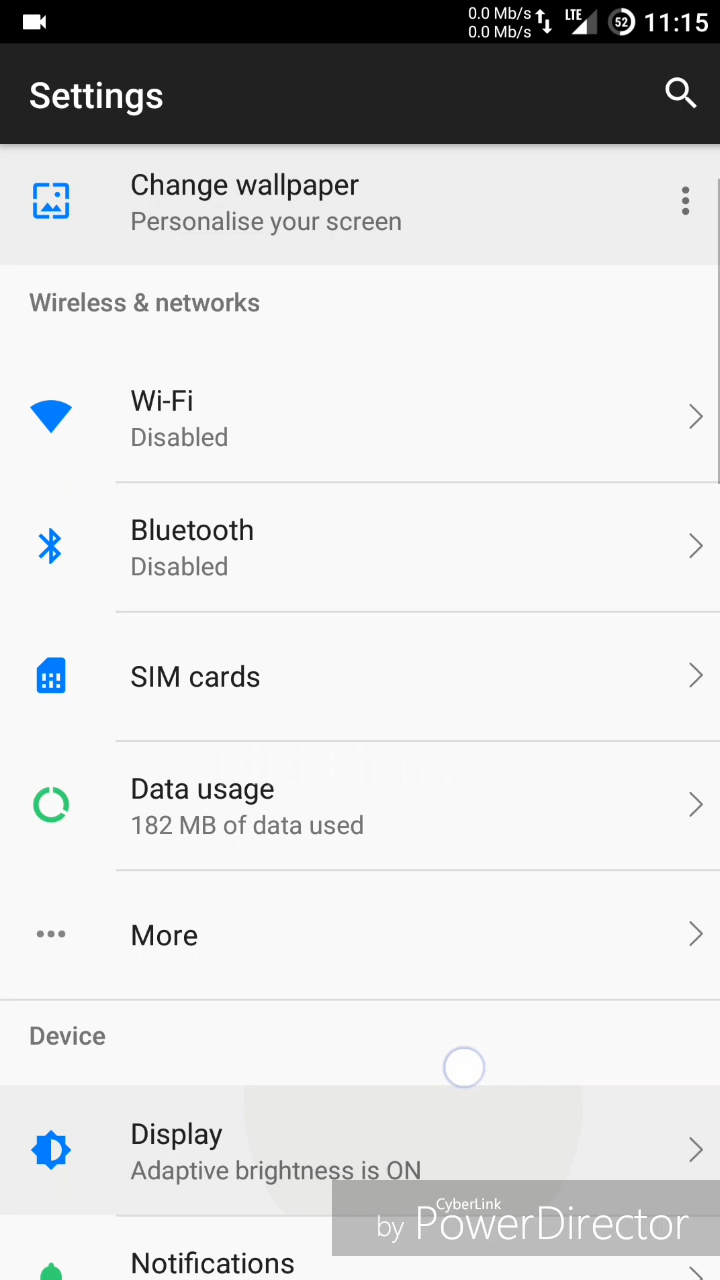 0.0 Mb/s
0.0 Mb/s
LTE
52
11:15
Settings
Change wallpaper
Personalise your screen
Wireless & networks
Wi-Fi
Disabled
Bluetooth
Disabled
SIM cards
Data usage
182 MB of data used
More
Device
Display
Adaptive brightness is ON
CyberLink
by PowerDirector
Notifications